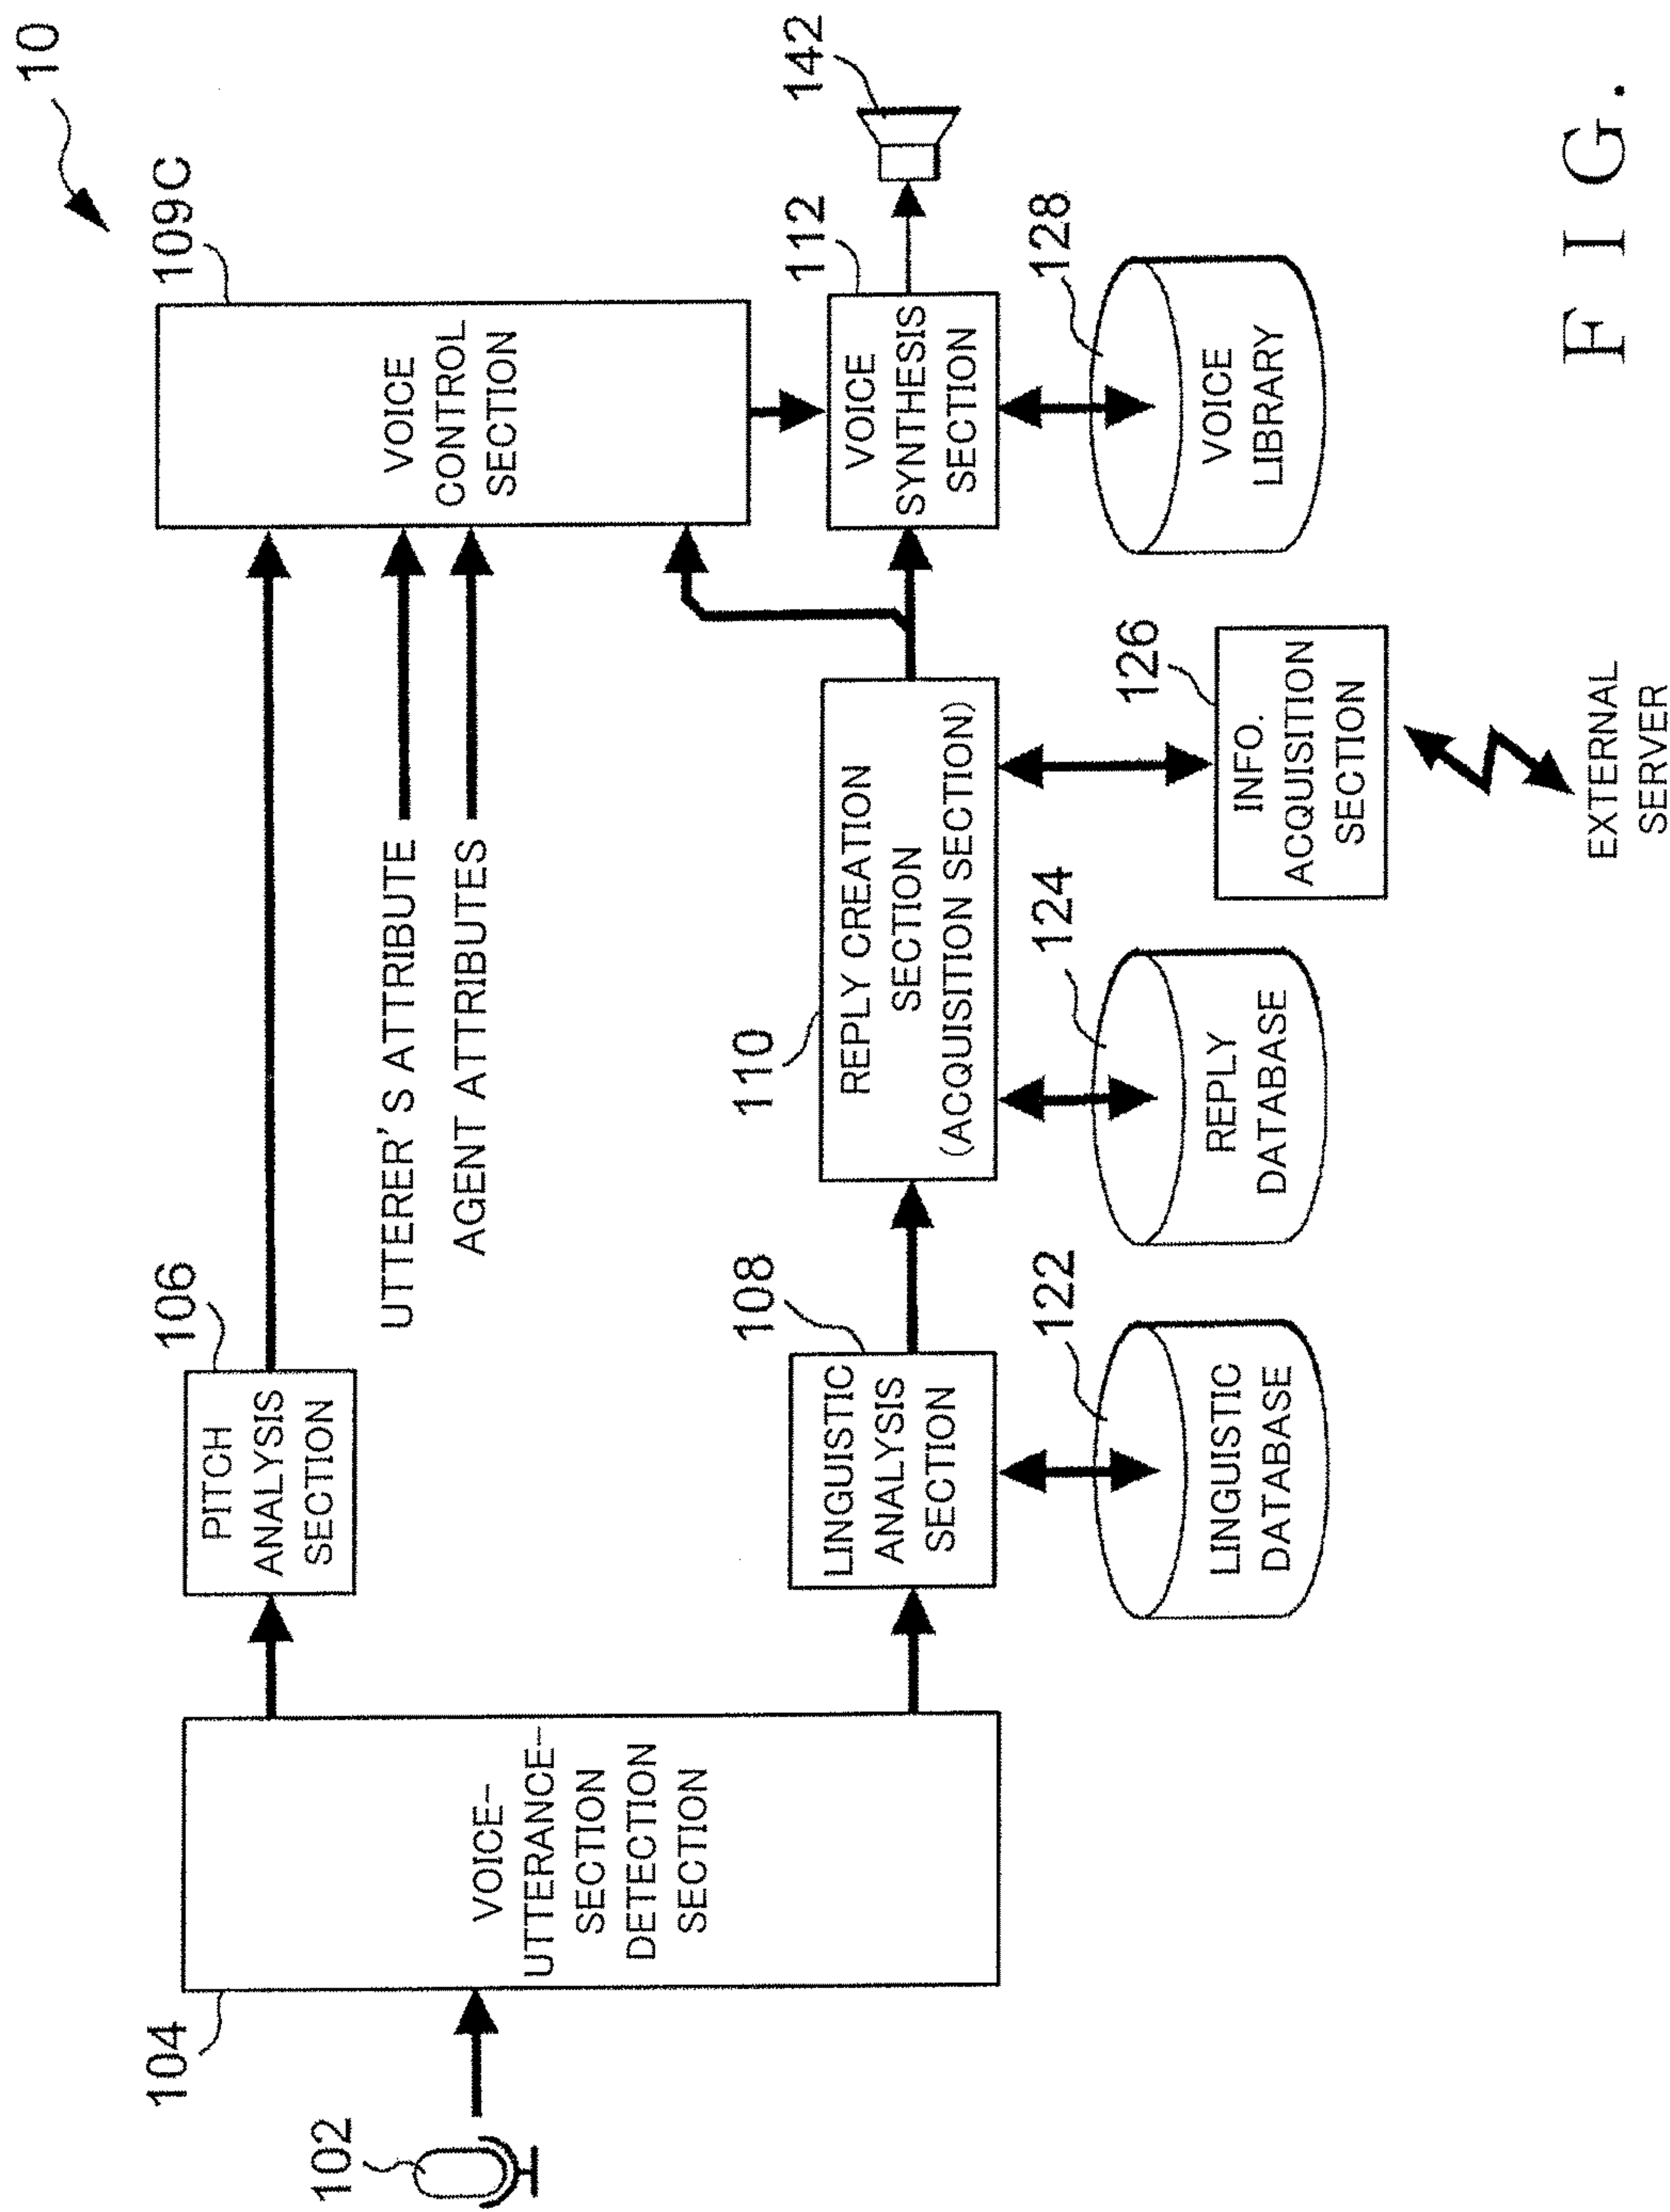 10
102
104
VOICE-
UTTERANCE-
SECTION
DETECTION
SECTION
106
PITCH
ANALYSIS
SECTION
UTTERER'S ATTRIBUTE
AGENT ATTRIBUTES
109C
VOICE
CONTROL
SECTION
108
LINGUISTIC
ANALYSIS
SECTION
110
REPLY CREATION
SECTION
(ACQUISITION SECTION)
112
VOICE
SYNTHESIS
SECTION
142
122
LINGUISTIC
DATABASE
124
REPLY
DATABASE
126
INFO.
ACQUISITION
SECTION
128
VOICE
LIBRARY
EXTERNAL
SERVER
FIG.